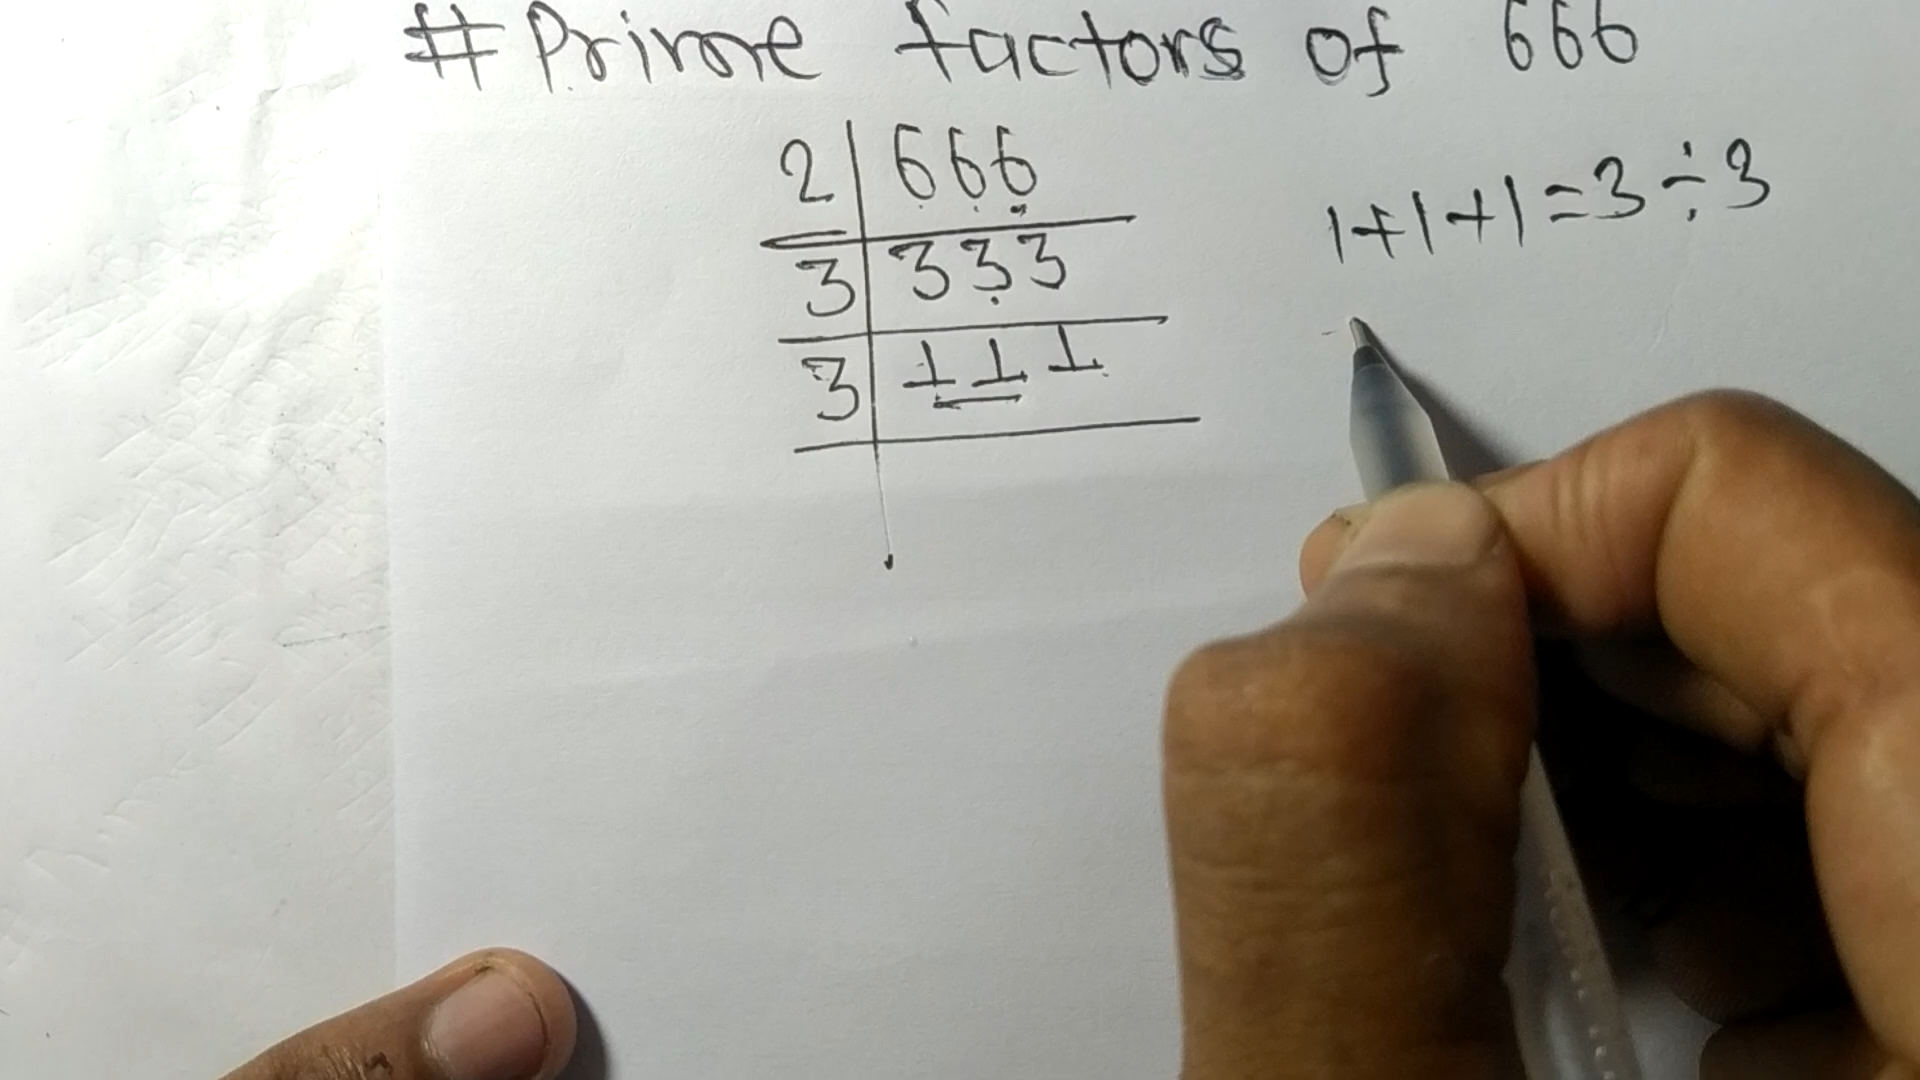 #Prime factors of 666
2 | 666
3 | 333
3 | 111
1+1+1=3÷3